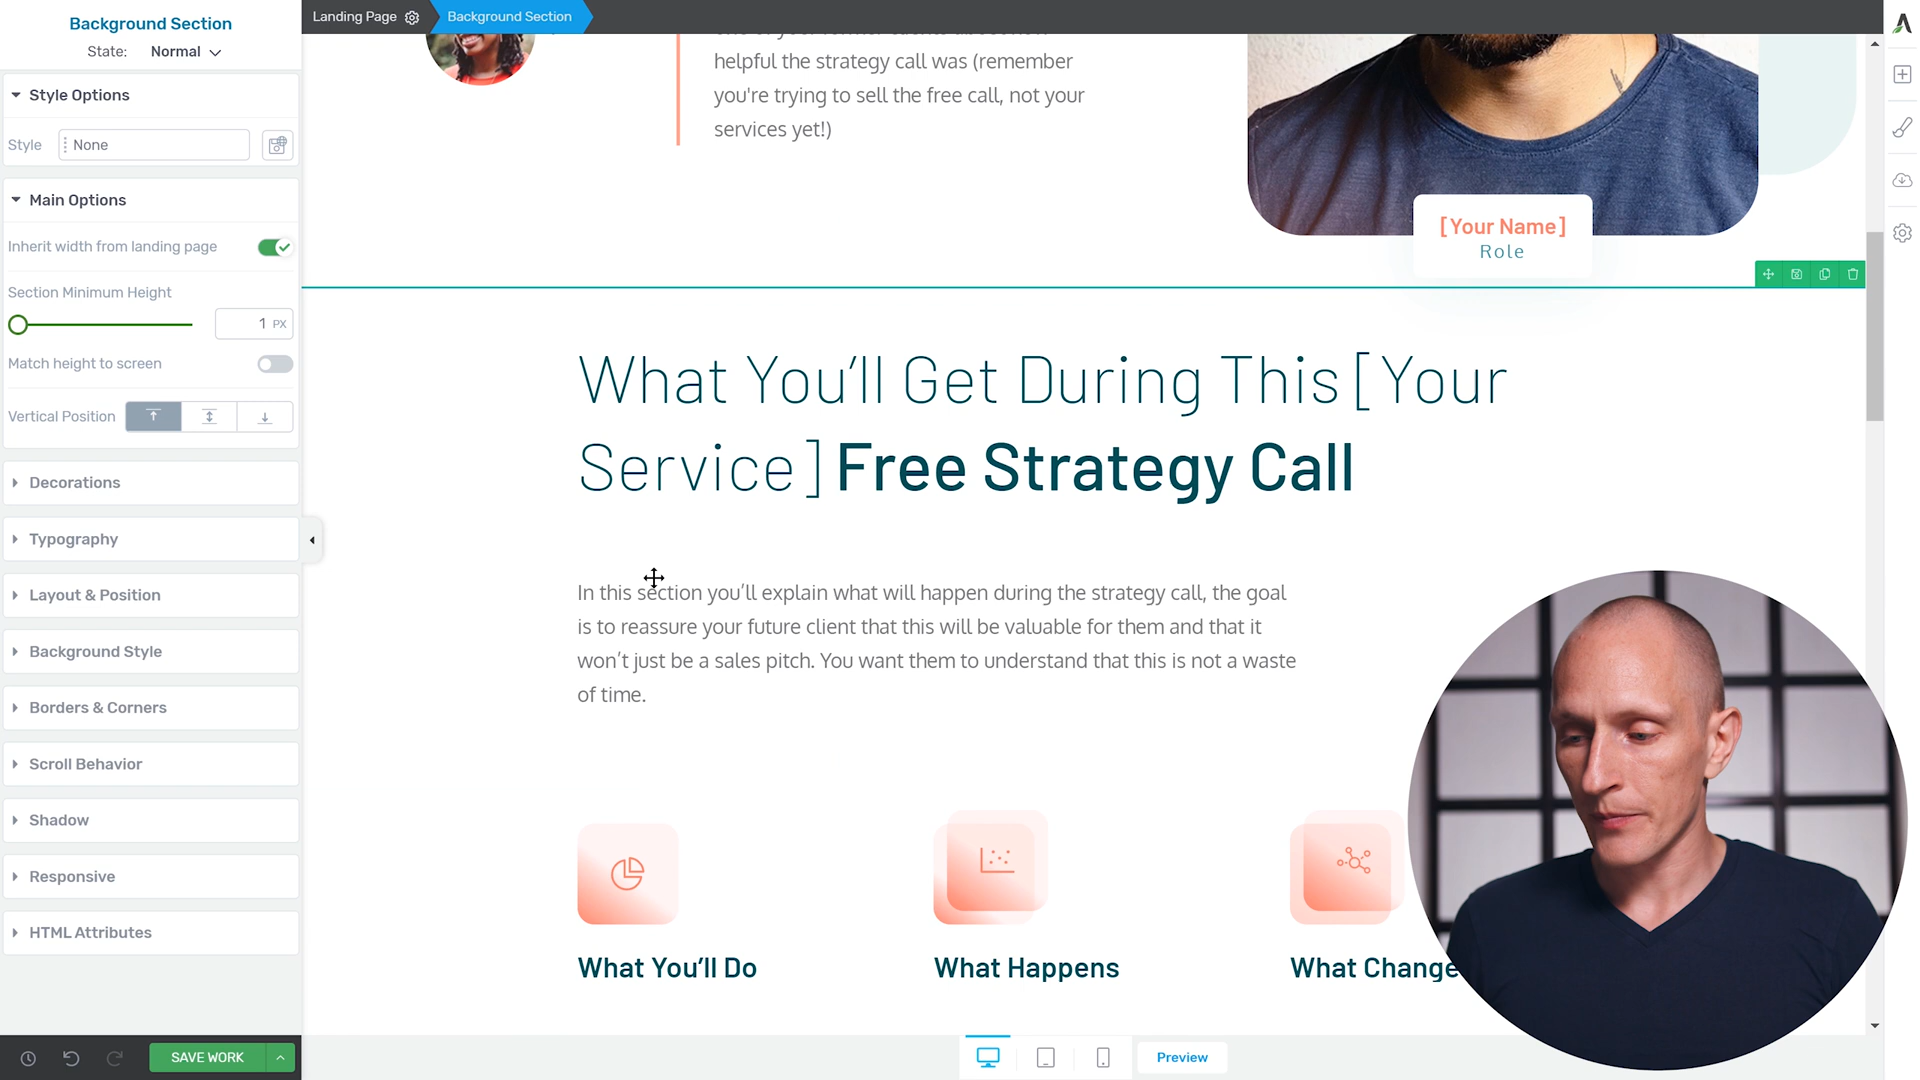 Background Section
State: Normal
Style Options
Style None
Main Options
Inherit width from landing page
Section Minimum Height
1 PX
Match height to screen
Vertical Position
Decorations
Typography
Layout & Position
Background Style
Borders & Corners
Scroll Behavior
Shadow
Responsive
HTML Attributes
SAVE WORK
Landing Page
Background Section
helpful the strategy call was (remember
you're trying to sell the free call, not your
services yet!)
[Your Name]
Role
What You’ll Get During This [Your
Service] Free Strategy Call
In this section you’ll explain what will happen during the strategy call, the goal
is to reassure your future client that this will be valuable for them and that it
won’t just be a sales pitch. You want them to understand that this is not a waste
of time.
What You’ll Do
What Happens
What Change
Preview